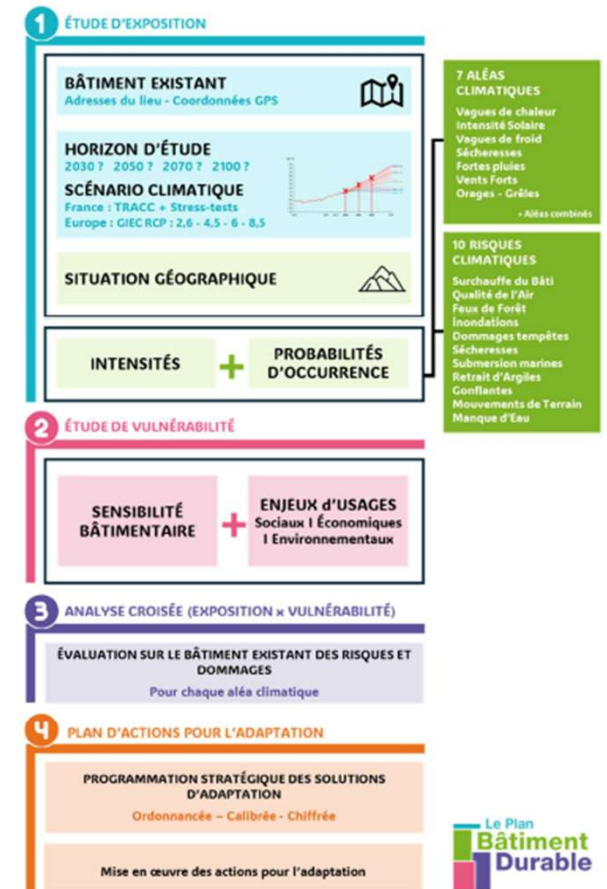 1 ÉTUDE D'EXPOSITION
BÂTIMENT EXISTANT
Adresses du lieu - Coordonnées GPS
HORIZON D'ÉTUDE
2030 ? 2050 ? 2070 ? 2100 ?
SCÉNARIO CLIMATIQUE
France : TRACC + Stress-tests
Europe : GIEC RCP : 2,6 - 4,5 - 6 - 8,5
SITUATION GÉOGRAPHIQUE
INTENSITÉS
+
PROBABILITÉS
D'OCCURRENCE
7 ALÉAS
CLIMATIQUES
Vagues de chaleur
Intensité Solaire
Vagues de froid
Sécheresses
Fortes pluies
Vents Forts
Orages - Grêles
+ Aléas combinés
10 RISQUES
CLIMATIQUES
Surchauffe du Bâti
Qualité de l'Air
Feux de Forêt
Inondations
Dommages tempêtes
Sécheresses
Submersion marines
Retrait d'Argiles
Gonflantes
Mouvements de Terrain
Manque d'Eau
2 ÉTUDE DE VULNÉRABILITÉ
SENSIBILITÉ
BÂTIMENTAIRE
+
ENJEUX d'USAGES
Sociaux I Économiques
I Environnementaux
3 ANALYSE CROISÉE (EXPOSITION x VULNÉRABILITÉ)
ÉVALUATION SUR LE BÂTIMENT EXISTANT DES RISQUES ET
DOMMAGES
Pour chaque aléa climatique
4 PLAN D'ACTIONS POUR L'ADAPTATION
PROGRAMMATION STRATÉGIQUE DES SOLUTIONS
D'ADAPTATION
Ordonnancée – Calibrée - Chiffrée
Mise en œuvre des actions pour l'adaptation
Le Plan
Bâtiment
Durable